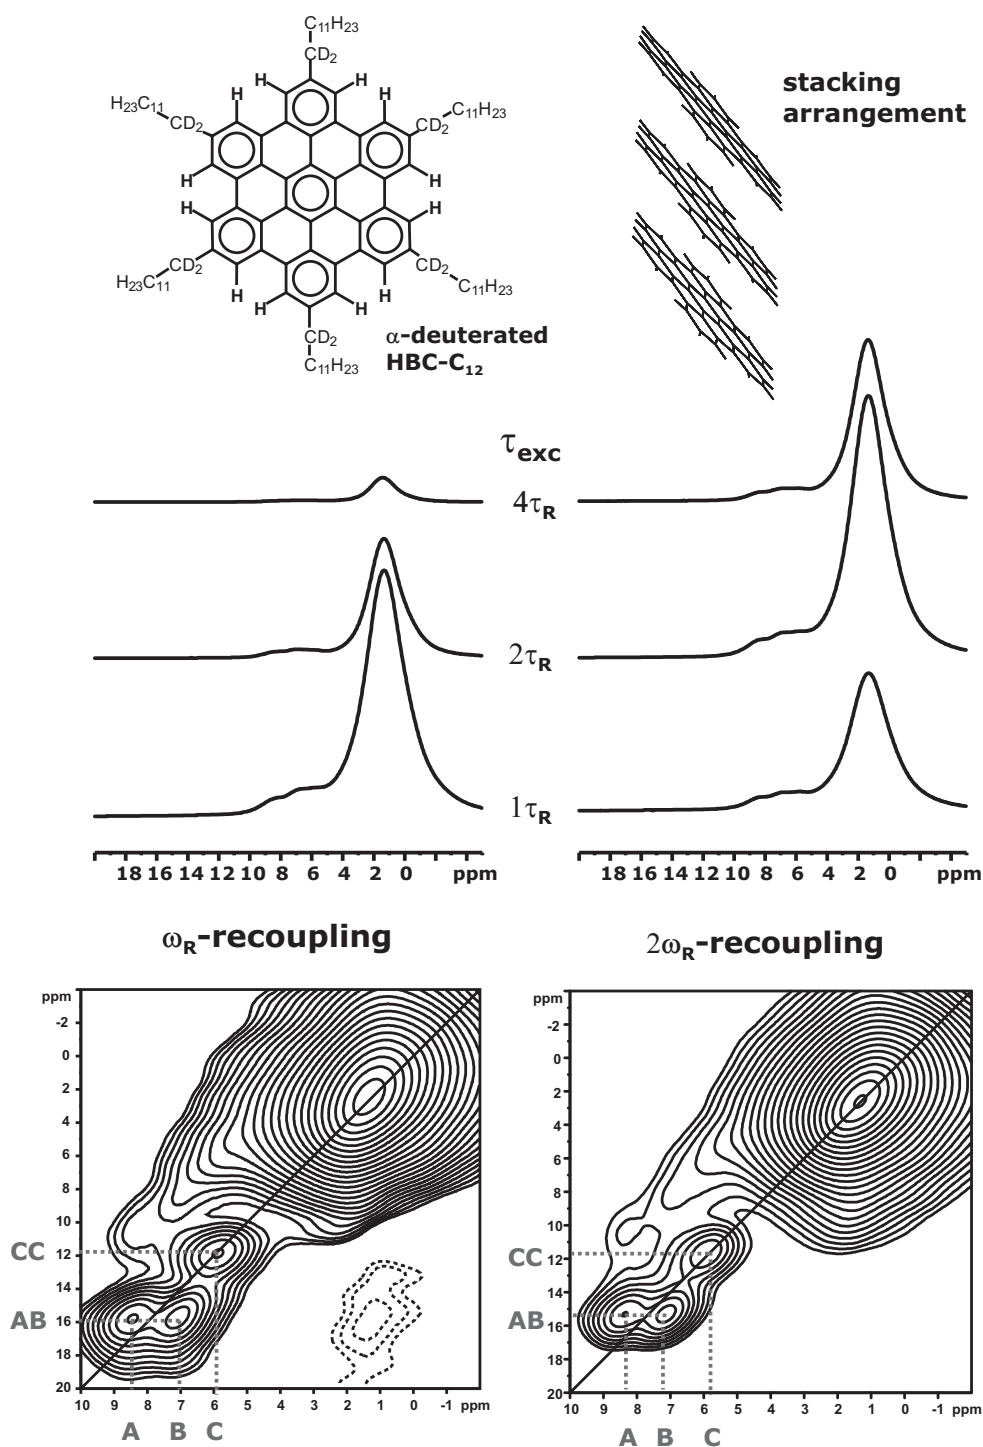 C11H23
CD2
H H
H H
H23C11 C11H23
CD2 CD2
H H
H H
CD2 CD2
H23C11 C11H23
H H
H H
CD2
C11H23
α-deuterated
HBC-C12
stacking
arrangement
τexc
4τR
2τR
1τR
18 16 14 12 10 8 6 4 2 0 ppm
18 16 14 12 10 8 6 4 2 0 ppm
ωR-recoupling
2ωR-recoupling
ppm
-2
0
2
4
6
8
10
12
14
16
18
20
CC
AB
10 9 8 7 6 5 4 3 2 1 0 -1 ppm
A B C
ppm
-2
0
2
4
6
8
10
12
14
16
18
20
CC
AB
10 9 8 7 6 5 4 3 2 1 0 -1 ppm
A B C